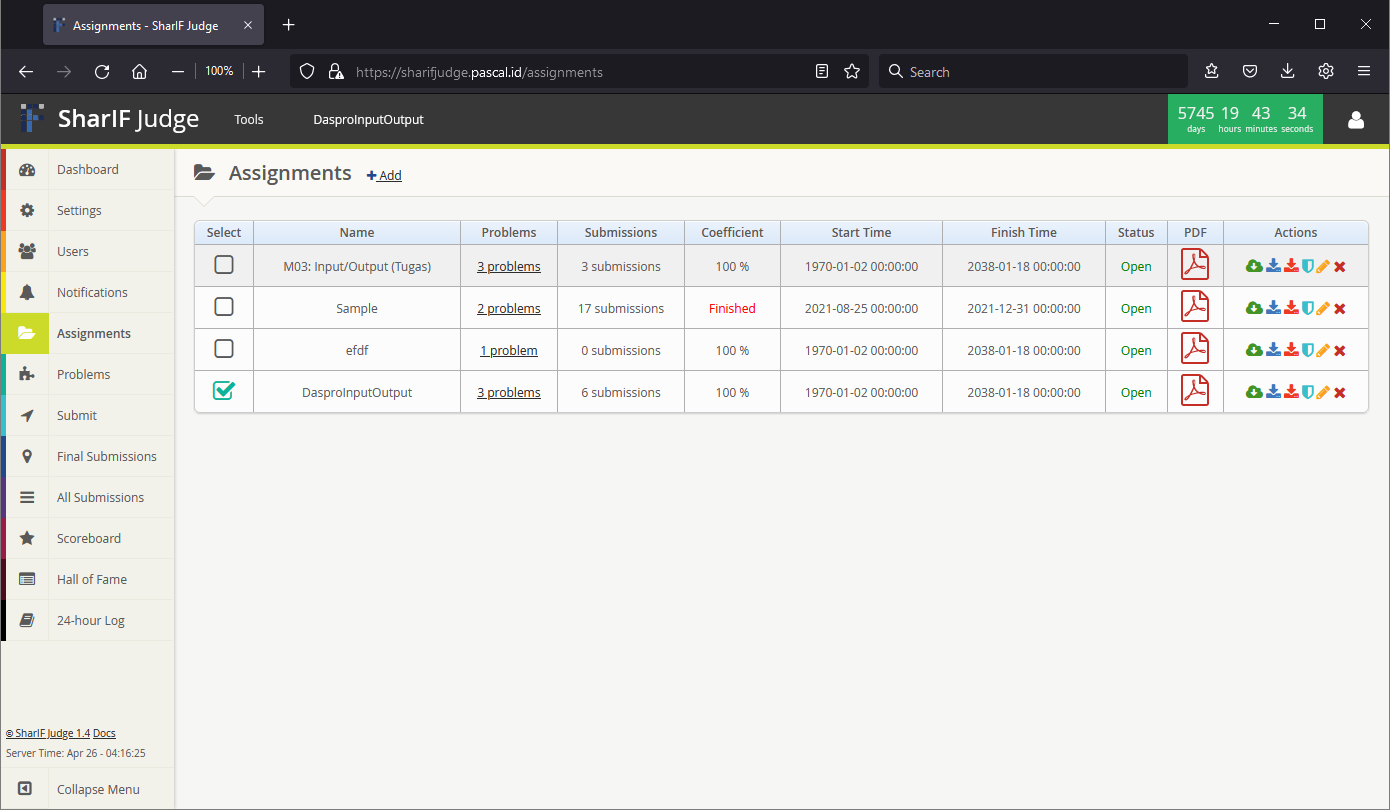 Assignments - SharIF Judge
100%
https://sharifjudge.pascal.id/assignments
Search
SharIF Judge
Tools
DasproInputOutput
5745 19 43 34
days hours minutes seconds
Dashboard
Settings
Users
Notifications
Assignments
Problems
Submit
Final Submissions
All Submissions
Scoreboard
Hall of Fame
24-hour Log
© SharIF Judge 1.4 Docs
Server Time: Apr 26 - 04:16:25
Collapse Menu
Assignments Add
Select Name Problems Submissions Coefficient Start Time Finish Time Status PDF Actions
M03: Input/Output (Tugas) 3 problems 3 submissions 100 % 1970-01-02 00:00:00 2038-01-18 00:00:00 Open
Sample 2 problems 17 submissions Finished 2021-08-25 00:00:00 2021-12-31 00:00:00 Open
efdf 1 problem 0 submissions 100 % 1970-01-02 00:00:00 2038-01-18 00:00:00 Open
DasproInputOutput 3 problems 6 submissions 100 % 1970-01-02 00:00:00 2038-01-18 00:00:00 Open